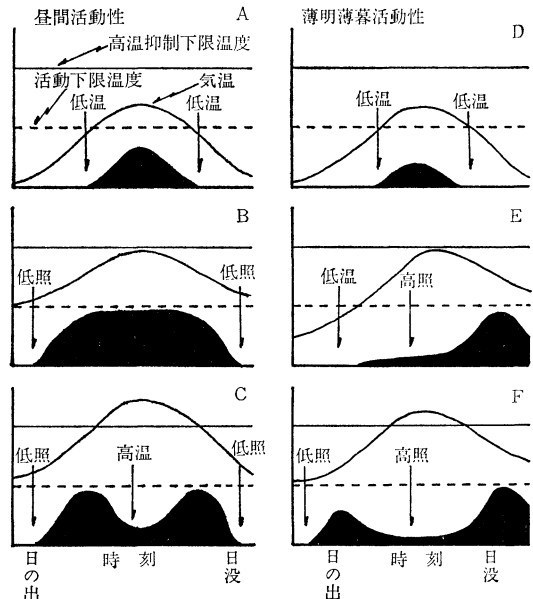 昼間活動性
A
高温抑制下限温度
活動下限温度
気温
低温
低温
薄明薄暮活動性
D
低温
低温
B
低照
低照
E
低温
高照
C
低照
高温
低照
F
低照
高照
日の出
時刻
日没
日の出
時刻
日没